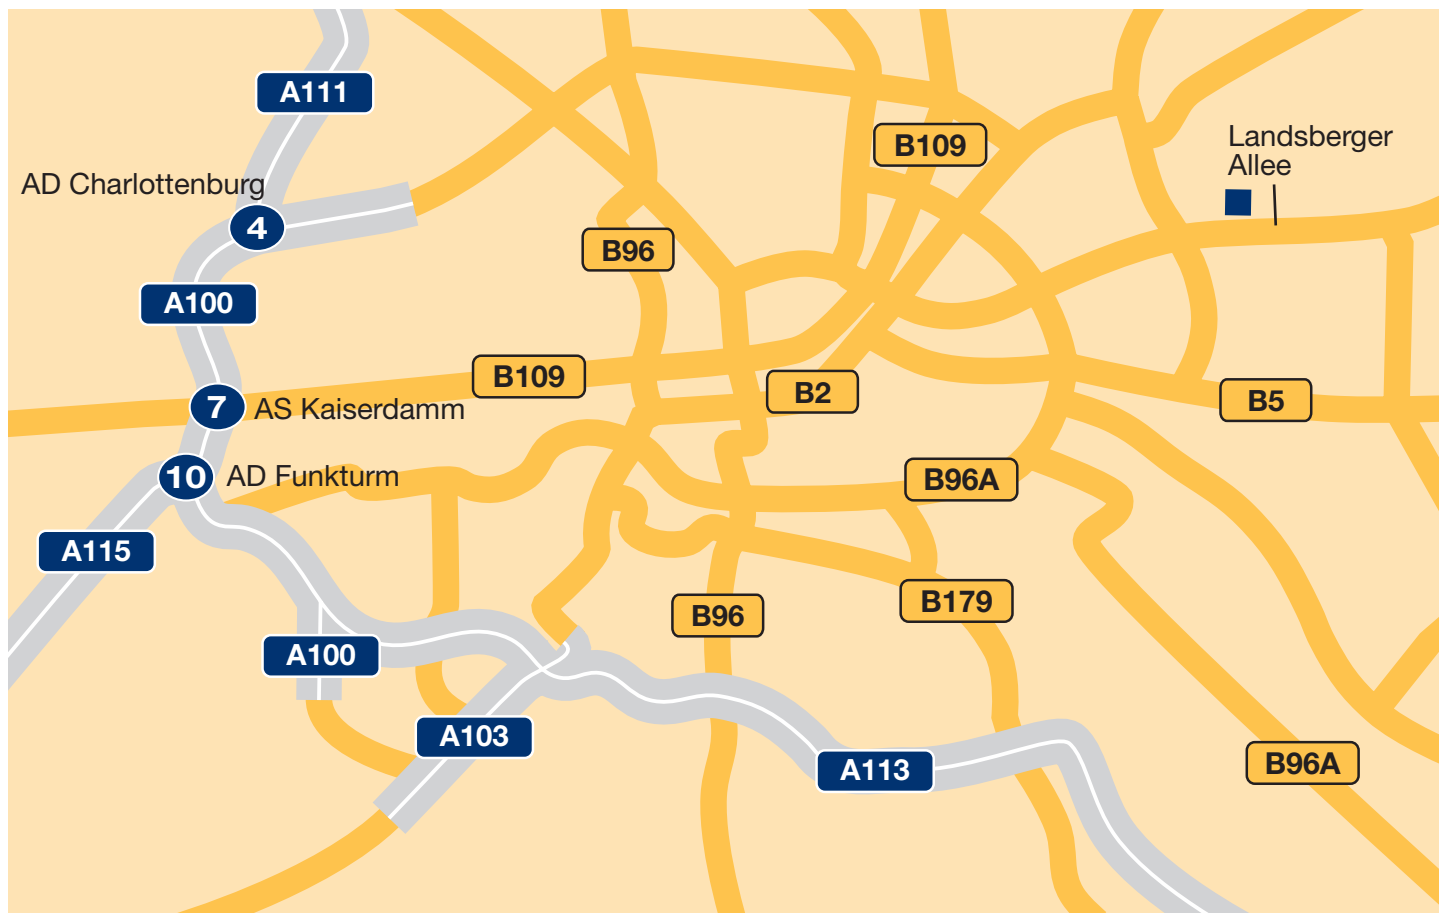 A111
B109
Landsberger
Allee
AD Charlottenburg
4
B96
A100
B109
B2
B5
7
AS Kaiserdamm
10
AD Funkturm
B96A
A115
B179
B96
A100
A103
A113
B96A